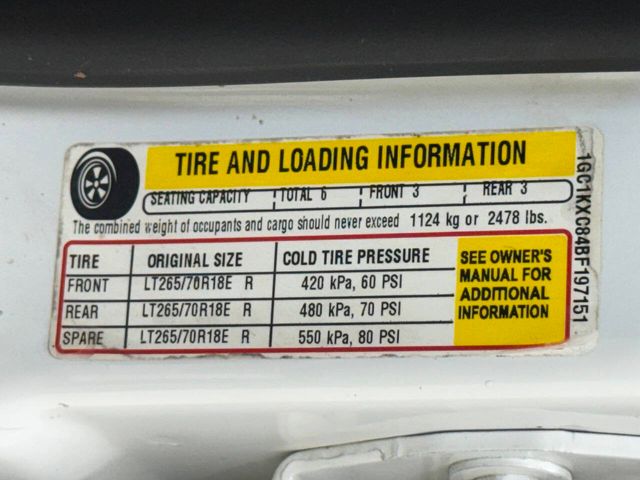 TIRE AND LOADING INFORMATION
SEATING CAPACITY TOTAL 6 FRONT 3 REAR 3
The combined weight of occupants and cargo should never exceed 1124 kg or 2478 lbs.
TIRE ORIGINAL SIZE COLD TIRE PRESSURE
FRONT LT265/70R18E R 420 kPa, 60 PSI
REAR LT265/70R18E R 480 kPa, 70 PSI
SPARE LT265/70R18E R 550 kPa, 80 PSI
SEE OWNER'S
MANUAL FOR
ADDITIONAL
INFORMATION
1GC1KXC84BF197151